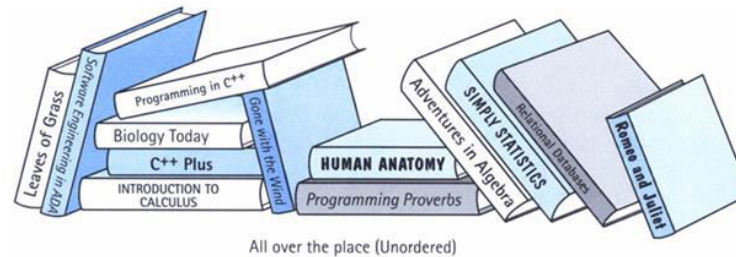 Leaves of Grass
Software Engineering in ADA
Programming in C++
Biology Today
C++ Plus
INTRODUCTION TO
CALCULUS
Gone with the Wind
HUMAN ANATOMY
Programming Proverbs
Adventures in Algebra
SIMPLY STATISTICS
Relational Databases
Romeo and Juliet
All over the place (Unordered)